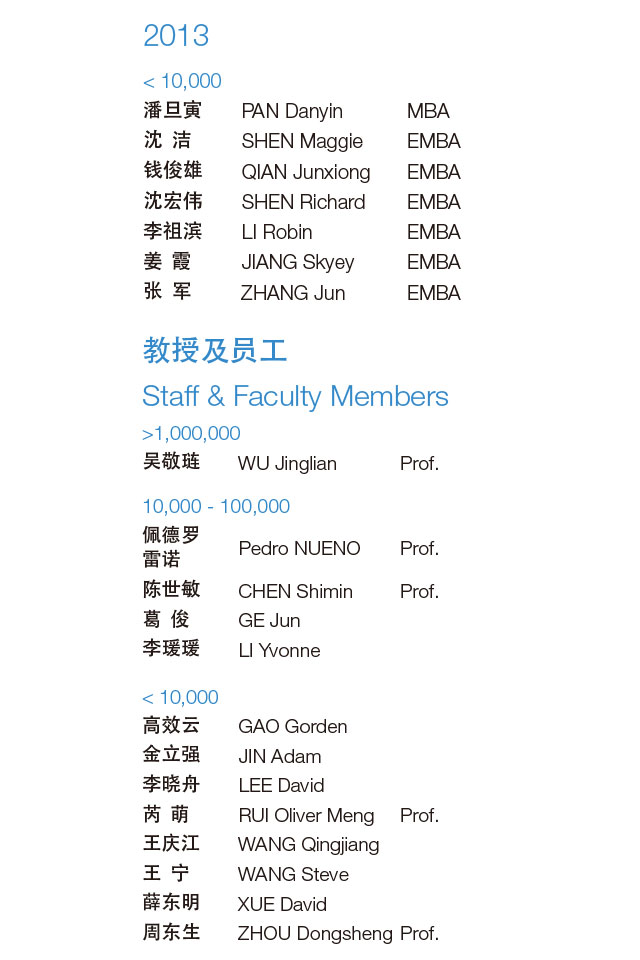 2013
< 10,000
潘旦寅 PAN Danyin MBA
沈 洁 SHEN Maggie EMBA
钱俊雄 QIAN Junxiong EMBA
沈宏伟 SHEN Richard EMBA
李祖滨 LI Robin EMBA
姜 霞 JIANG Skyey EMBA
张 军 ZHANG Jun EMBA
教授及员工
Staff & Faculty Members
>1,000,000
吴敬琏 WU Jinglian Prof.
10,000 - 100,000
佩德罗
雷诺 Pedro NUENO Prof.
陈世敏 CHEN Shimin Prof.
葛 俊 GE Jun
李瑗瑗 LI Yvonne
< 10,000
高效云 GAO Gorden
金立强 JIN Adam
李晓舟 LEE David
芮 萌 RUI Oliver Meng Prof.
王庆江 WANG Qingjiang
王 宁 WANG Steve
薛东明 XUE David
周东生 ZHOU Dongsheng Prof.